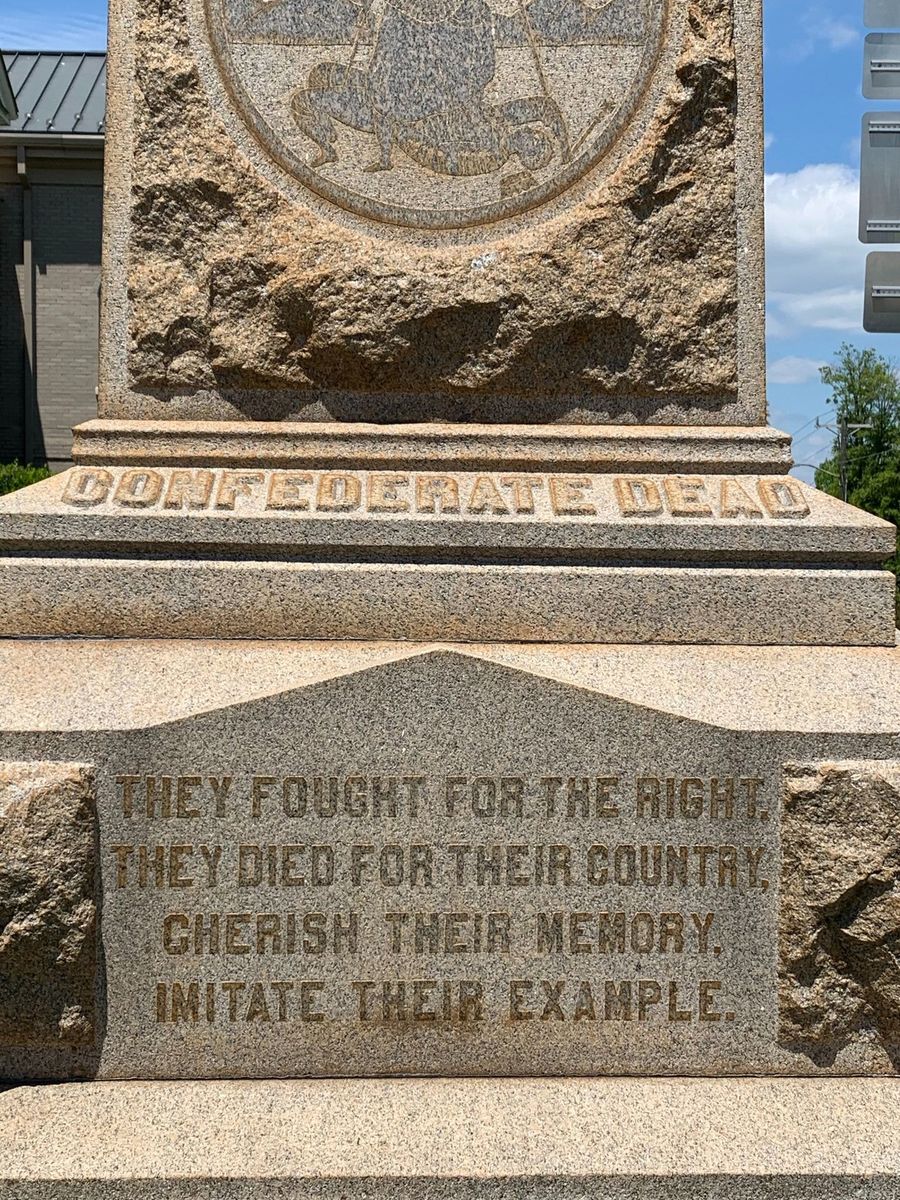 CONFEDERATE DEAD
THEY FOUGHT FOR THE RIGHT.
THEY DIED FOR THEIR COUNTRY,
CHERISH THEIR MEMORY.
IMITATE THEIR EXAMPLE.